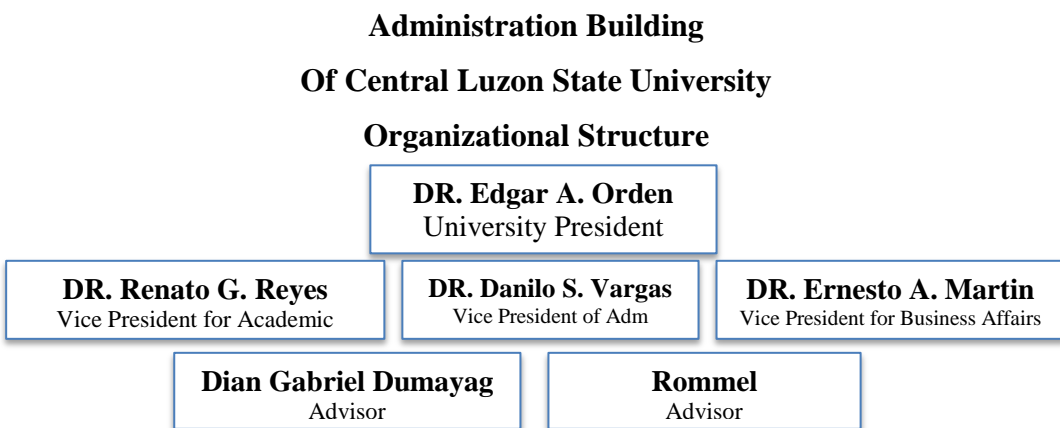 Administration Building
Of Central Luzon State University
Organizational Structure
DR. Edgar A. Orden
University President
DR. Renato G. Reyes
Vice President for Academic
DR. Danilo S. Vargas
Vice President of Adm
DR. Ernesto A. Martin
Vice President for Business Affairs
Dian Gabriel Dumayag
Advisor
Rommel
Advisor